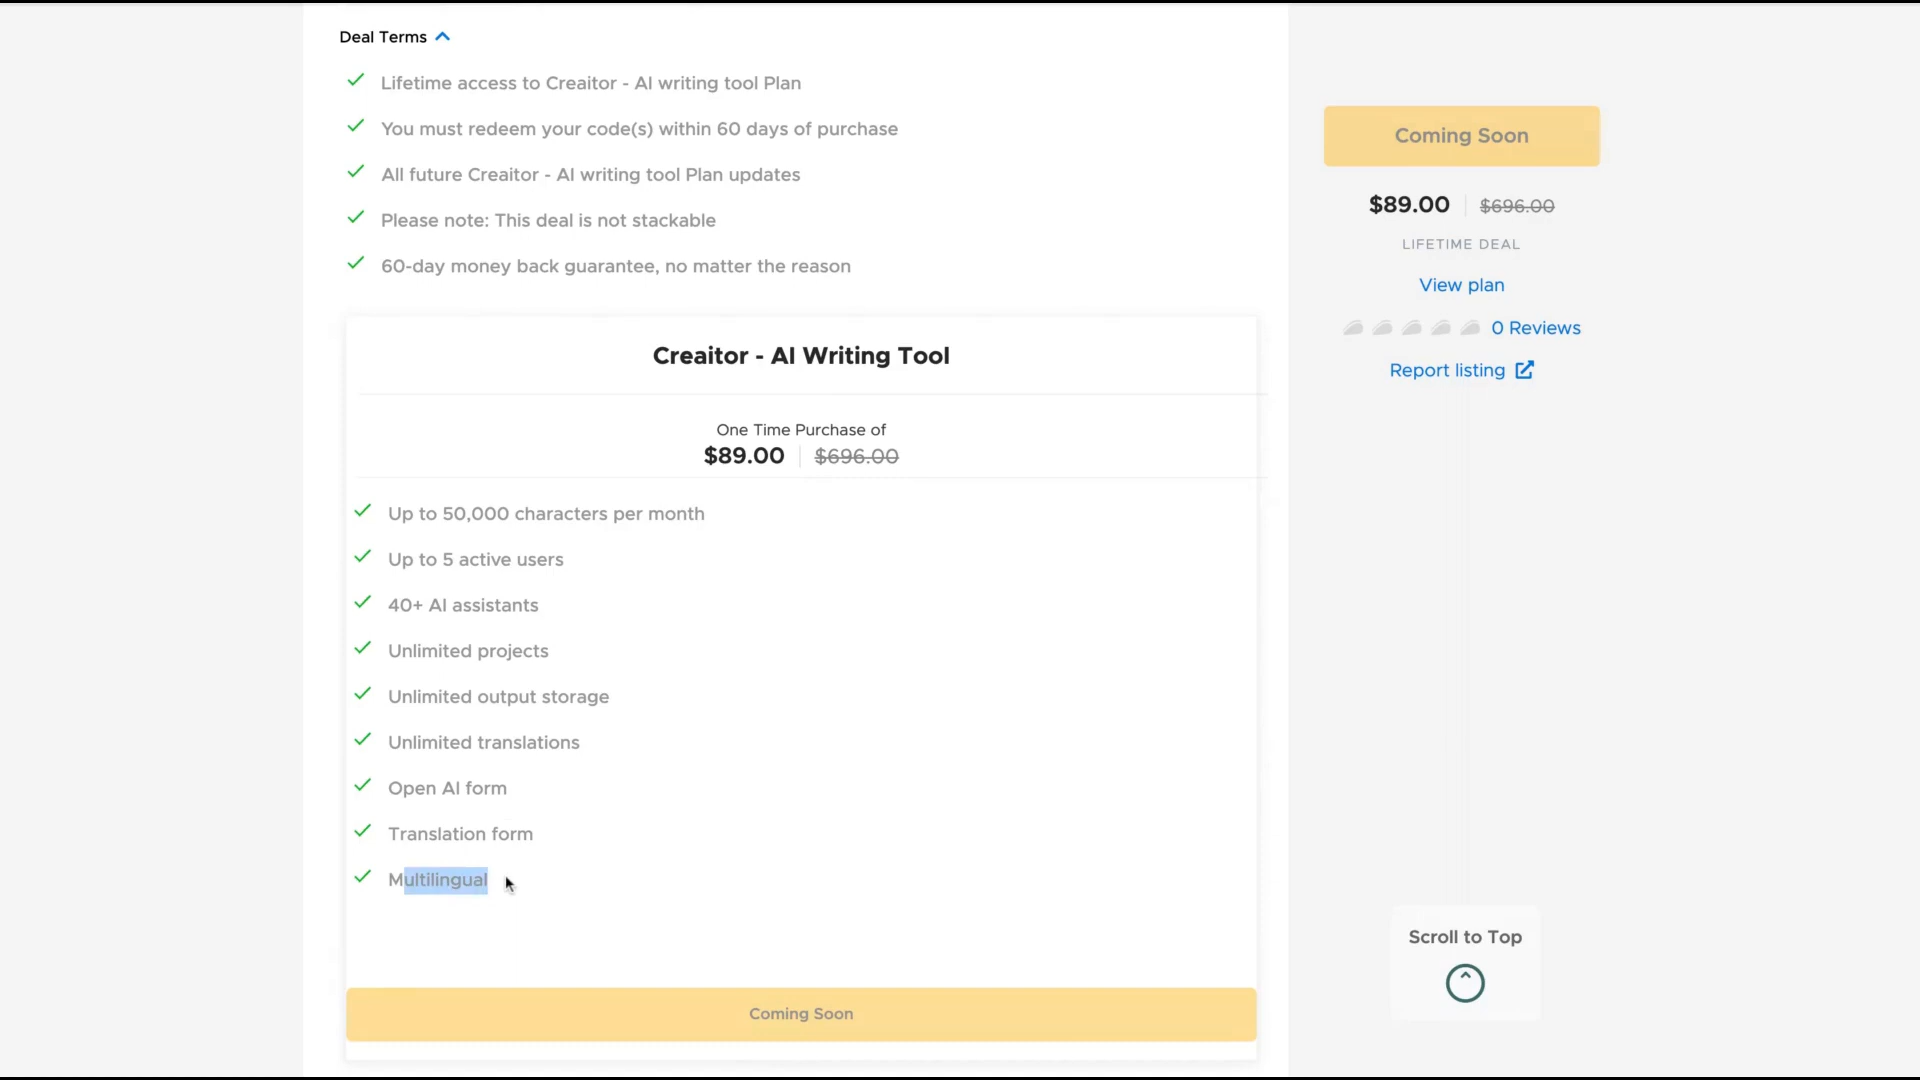 Deal Terms
Lifetime access to Creaitor - AI writing tool Plan
You must redeem your code(s) within 60 days of purchase
All future Creaitor - AI writing tool Plan updates
Please note: This deal is not stackable
60-day money back guarantee, no matter the reason
Creaitor - AI Writing Tool
One Time Purchase of
$89.00 $696.00
Up to 50,000 characters per month
Up to 5 active users
40+ AI assistants
Unlimited projects
Unlimited output storage
Unlimited translations
Open AI form
Translation form
Multilingual
Coming Soon
Coming Soon
$89.00 $696.00
LIFETIME DEAL
View plan
0 Reviews
Report listing
Scroll to Top